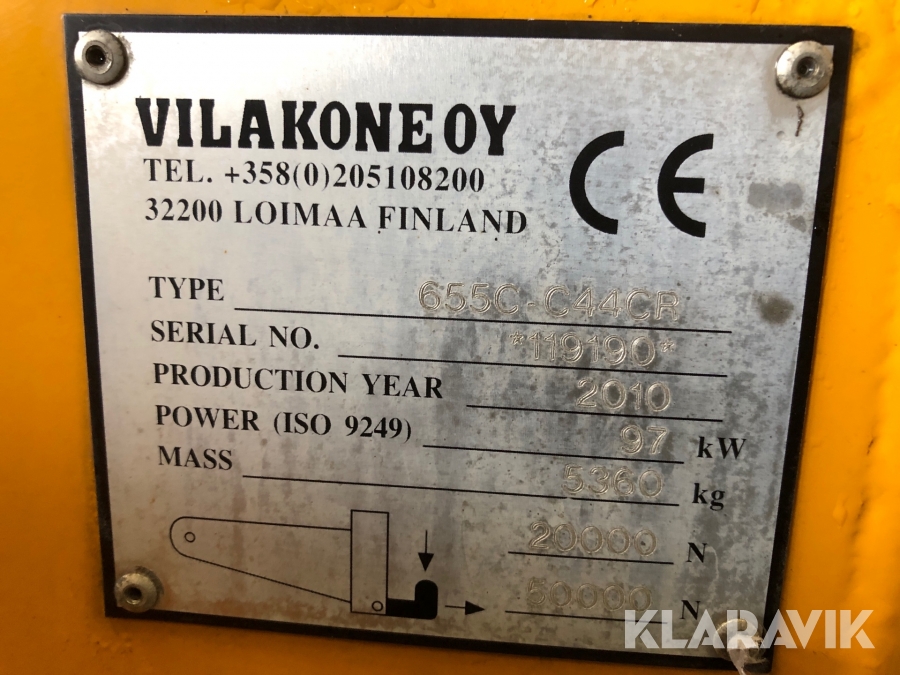 VILAKONE OY
TEL. +358(0)205108200
32200 LOIMAA FINLAND
CE
TYPE 655C-C44CR
SERIAL NO. *119190*
PRODUCTION YEAR 2010
POWER (ISO 9249) 97 kW
MASS 5360 kg
20000 N
50000 N
KLARAVIK